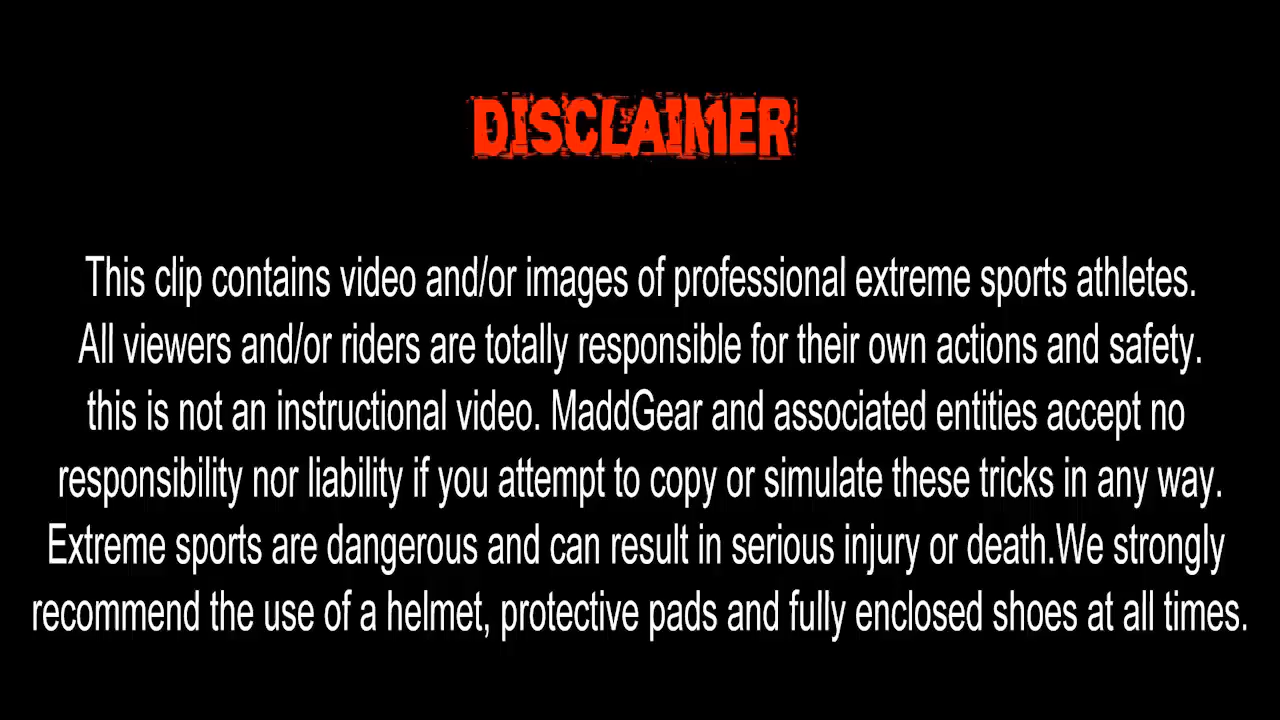 DISCLAIMER
This clip contains video and/or images of professional extreme sports athletes.
All viewers and/or riders are totally responsible for their own actions and safety.
this is not an instructional video. MaddGear and associated entities accept no
responsibility nor liability if you attempt to copy or simulate these tricks in any way.
Extreme sports are dangerous and can result in serious injury or death.We strongly
recommend the use of a helmet, protective pads and fully enclosed shoes at all times.